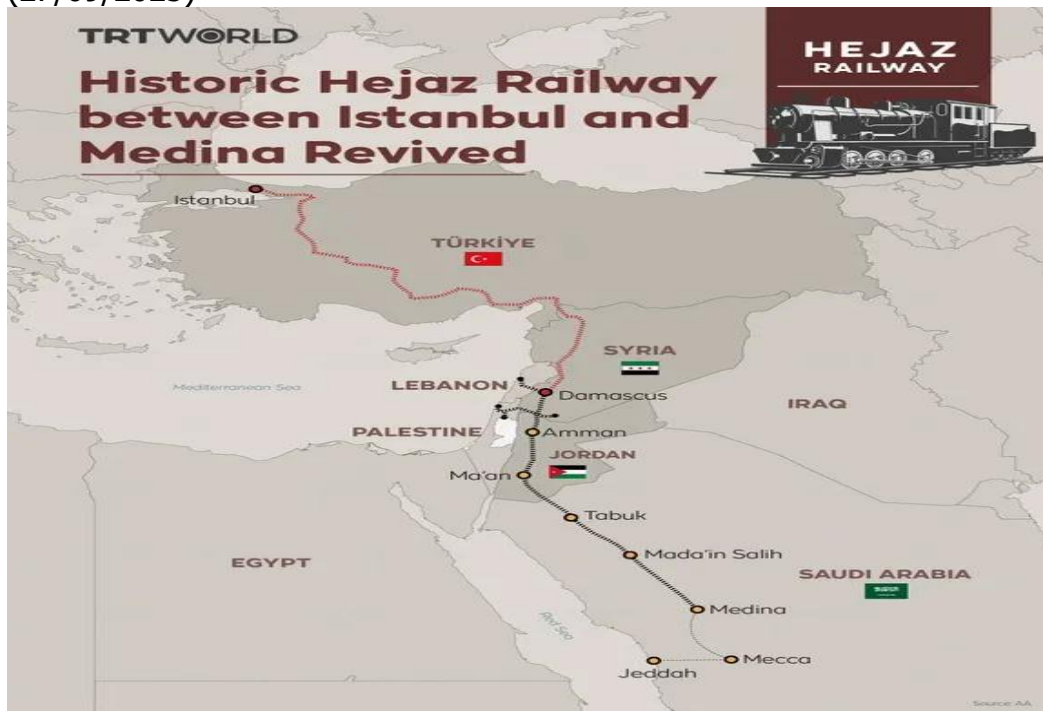 TRTWORLD
HEJAZ
RAILWAY
Historic Hejaz Railway
between Istanbul and
Medina Revived
Istanbul
TÜRKİYE
SYRIA
Mediterranean Sea
LEBANON
Damascus
IRAQ
PALESTINE
Amman
JORDAN
Ma'an
Tabuk
EGYPT
Mada'in Salih
SAUDI ARABIA
Medina
Red Sea
Mecca
Jeddah
Source: AA